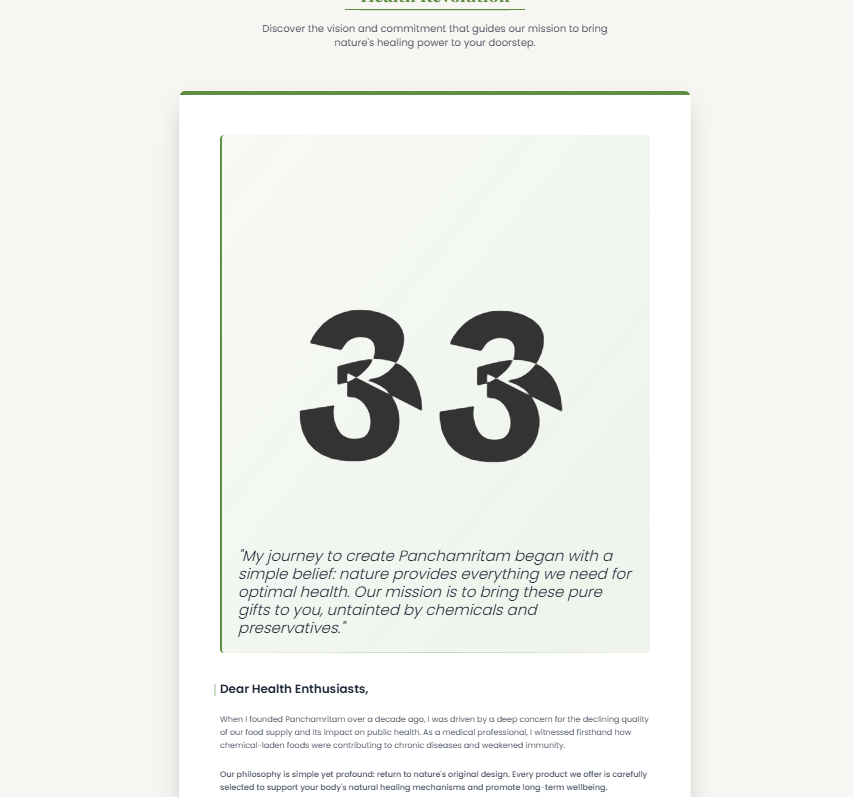 Health Revolution
Discover the vision and commitment that guides our mission to bring
nature's healing power to your doorstep.
33
"My journey to create Panchamritam began with a
simple belief: nature provides everything we need for
optimal health. Our mission is to bring these pure
gifts to you, untainted by chemicals and
preservatives."
Dear Health Enthusiasts,
When I founded Panchamritam over a decade ago, I was driven by a deep concern for the declining quality
of our food supply and its impact on public health. As a medical professional, I witnessed firsthand how
chemical-laden foods were contributing to chronic diseases and weakened immunity.
Our philosophy is simple yet profound: return to nature's original design. Every product we offer is carefully
selected to support your body's natural healing mechanisms and promote long-term wellbeing.